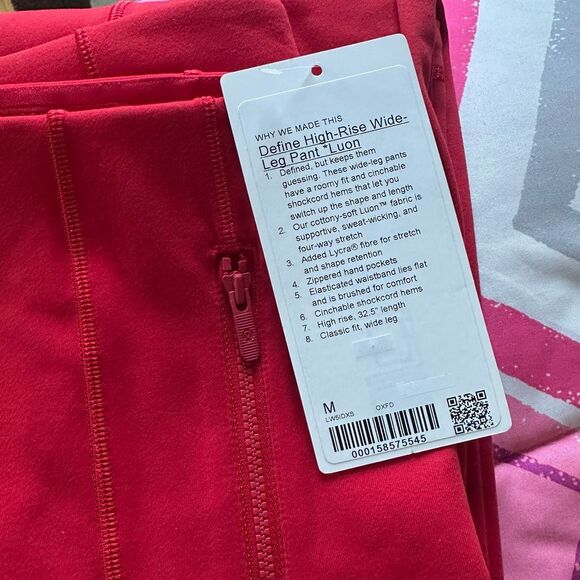 WHY WE MADE THIS
Define High-Rise Wide-
Leg Pant *Luon
1. Defined, but keeps them
guessing. These wide-leg pants
have a roomy fit and cinchable
shockcord hems that let you
switch up the shape and length
2. Our cottony-soft Luon™ fabric is
supportive, sweat-wicking, and
four-way stretch
3. Added Lycra® fibre for stretch
and shape retention
4. Zippered hand pockets
5. Elasticated waistband lies flat
and is brushed for comfort
6. Cinchable shockcord hems
7. High rise, 32.5" length
8. Classic fit, wide leg
M
LW5IDXS OXFD
000158575545